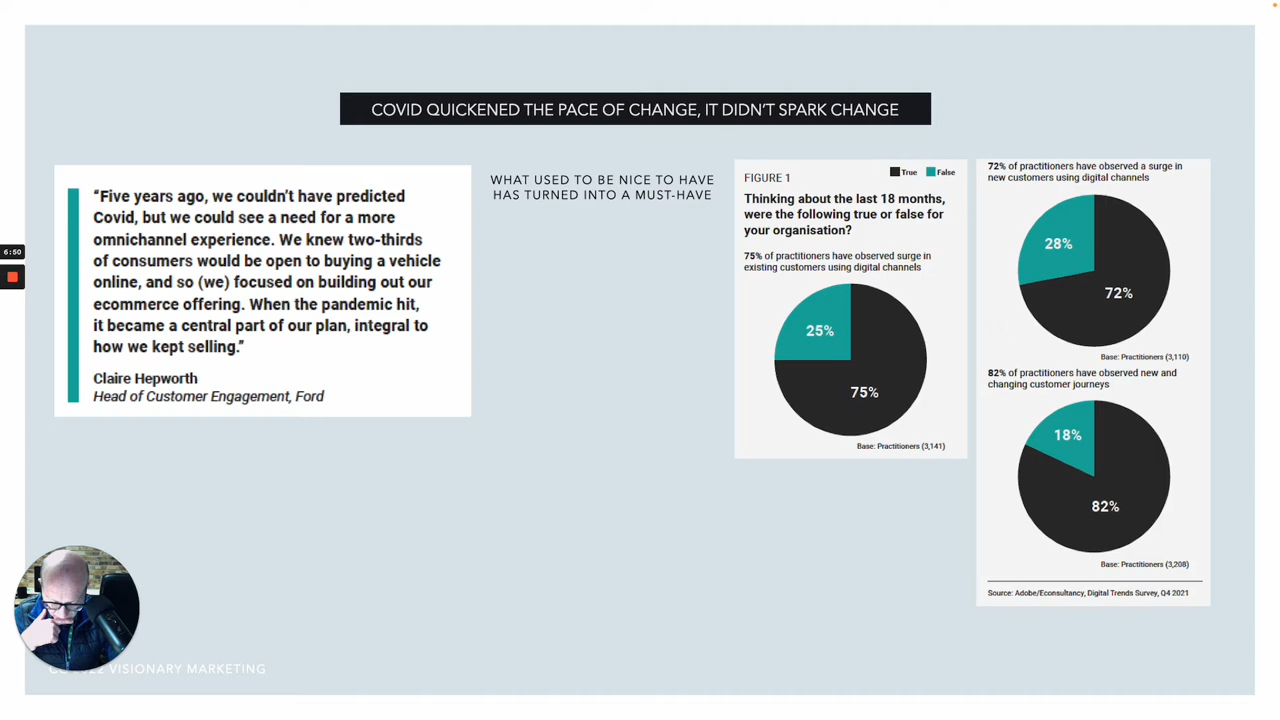 COVID QUICKENED THE PACE OF CHANGE, IT DIDN'T SPARK CHANGE
“Five years ago, we couldn’t have predicted
Covid, but we could see a need for a more
omnichannel experience. We knew two-thirds
of consumers would be open to buying a vehicle
online, and so (we) focused on building out our
ecommerce offering. When the pandemic hit,
it became a central part of our plan, integral to
how we kept selling.”
Claire Hepworth
Head of Customer Engagement, Ford
WHAT USED TO BE NICE TO HAVE
HAS TURNED INTO A MUST-HAVE
True False
FIGURE 1
Thinking about the last 18 months,
were the following true or false for
your organisation?
75% of practitioners have observed surge in
existing customers using digital channels
25%
75%
Base: Practitioners (3,141)
72% of practitioners have observed a surge in
new customers using digital channels
28%
72%
Base: Practitioners (3,110)
82% of practitioners have observed new and
changing customer journeys
18%
82%
Base: Practitioners (3,208)
Source: Adobe/Econsultancy, Digital Trends Survey, Q4 2021
6:50
VISIONARY MARKETING